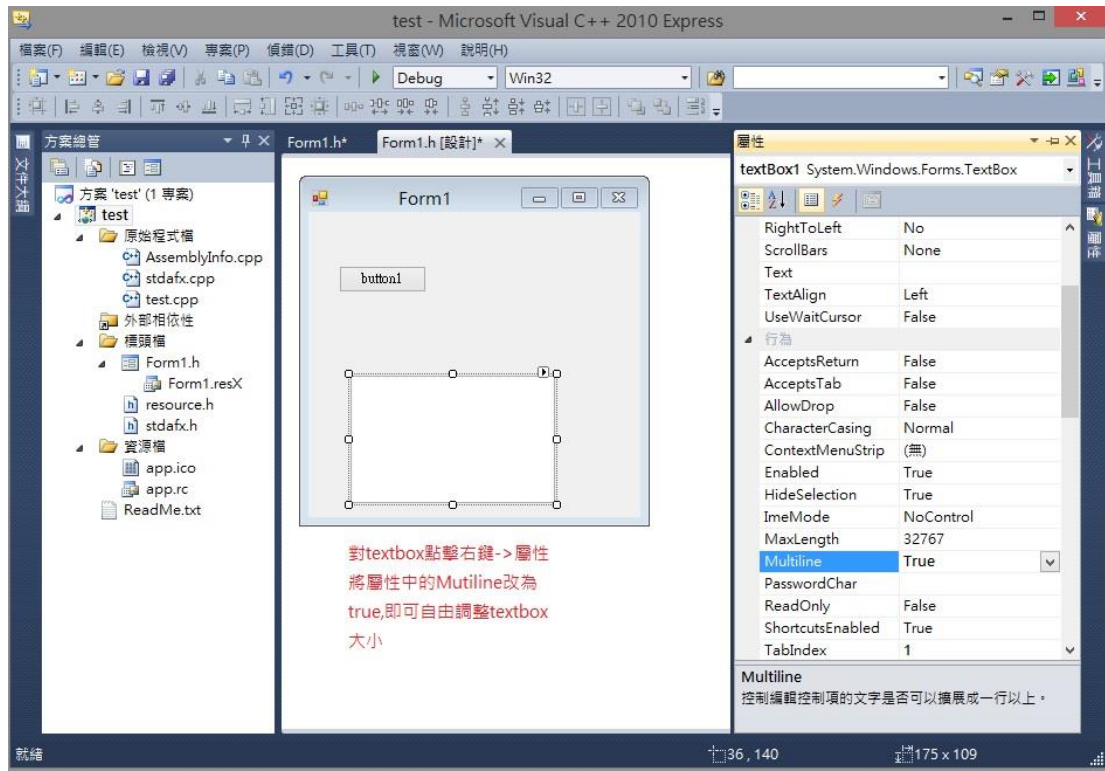 test - Microsoft Visual C++ 2010 Express
檔案(F) 編輯(E) 檢視(V) 專案(P) 偵錯(D) 工具(T) 視窗(W) 說明(H)
Debug Win32
文件大綱
方案總管
方案 'test' (1 專案)
test
原始程式檔
AssemblyInfo.cpp
stdafx.cpp
test.cpp
外部相依性
標頭檔
Form1.h
Form1.resX
resource.h
stdafx.h
資源檔
app.ico
app.rc
ReadMe.txt
Form1.h* Form1.h [設計]*
Form1
button1
對textbox點擊右鍵->屬性
將屬性中的Mutiline改為
true,即可自由調整textbox
大小
屬性
textBox1 System.Windows.Forms.TextBox
RightToLeft No
ScrollBars None
Text
TextAlign Left
UseWaitCursor False
行為
AcceptsReturn False
AcceptsTab False
AllowDrop False
CharacterCasing Normal
ContextMenuStrip (無)
Enabled True
HideSelection True
ImeMode NoControl
MaxLength 32767
Multiline True
PasswordChar
ReadOnly False
ShortcutsEnabled True
TabIndex 1
Multiline
控制編輯控制項的文字是否可以擴展成一行以上。
工具箱
就緒 36 , 140 175 x 109